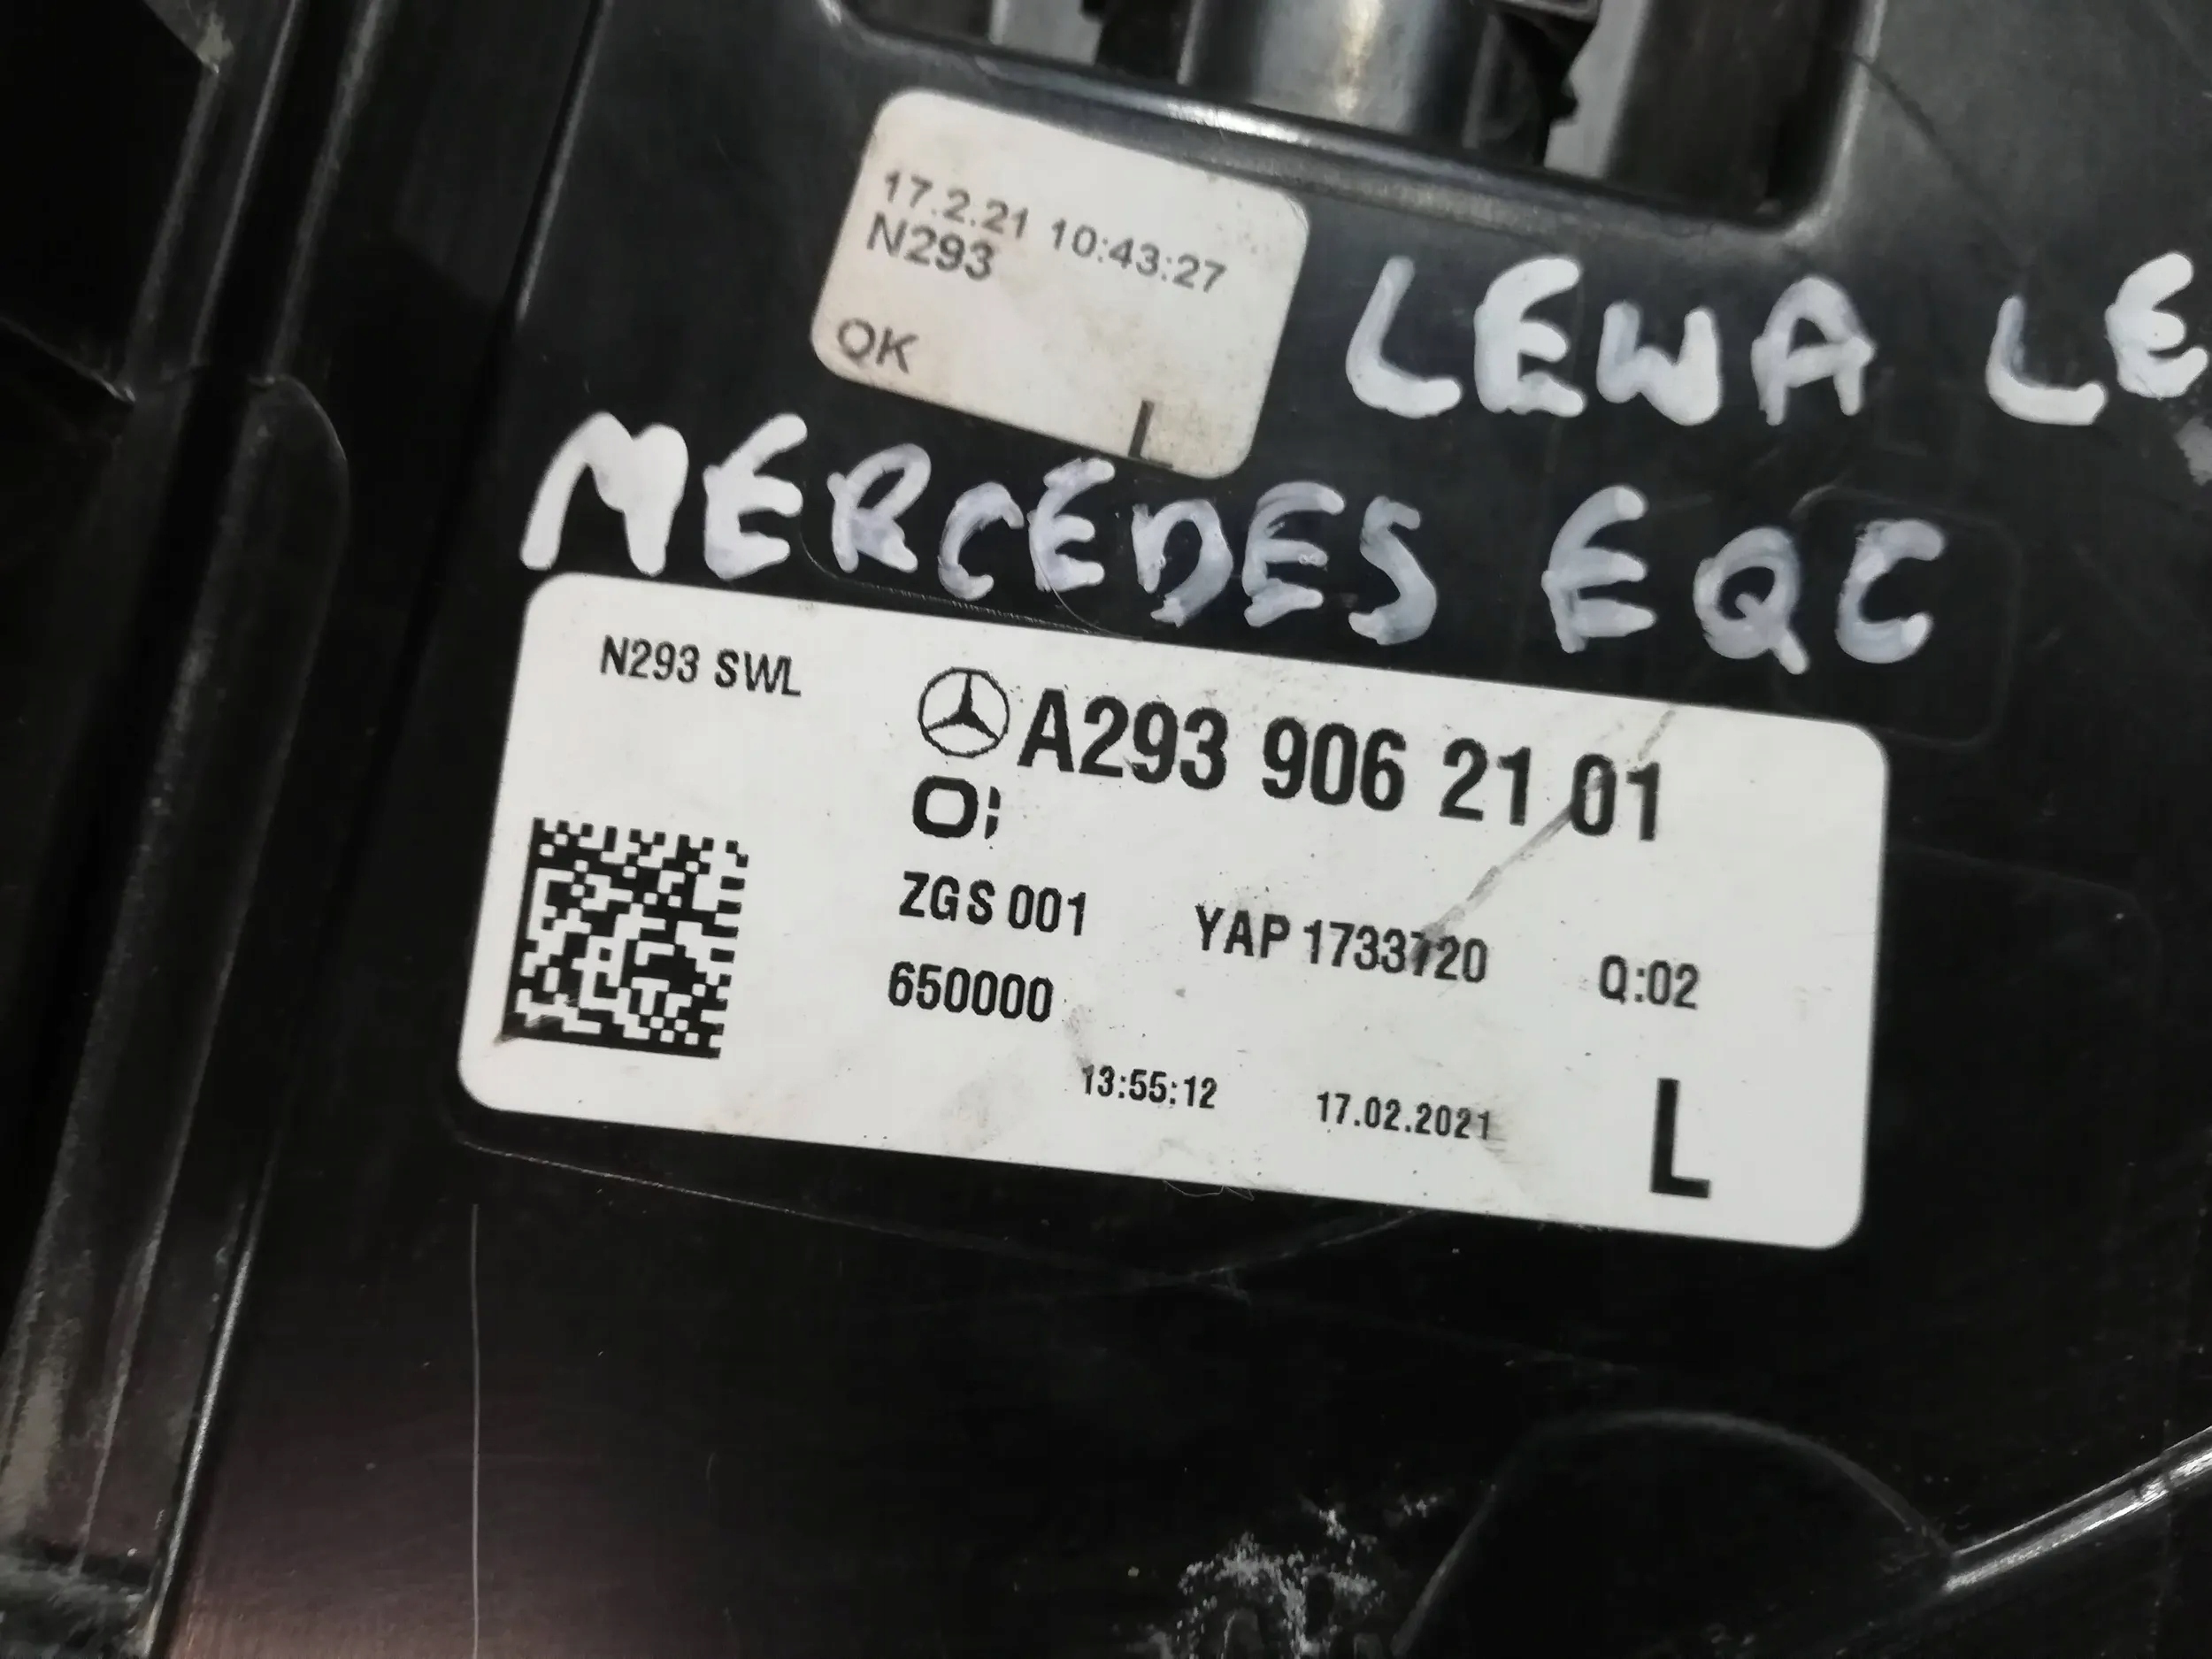 17.2.21 10:43:27
N293
OK
L
LEWA LE
MERCEDES EQC
N293 SWL
A293 906 21 01
ZGS 001 YAP 1733720 Q:02
650000
13:55:12 17.02.2021
L